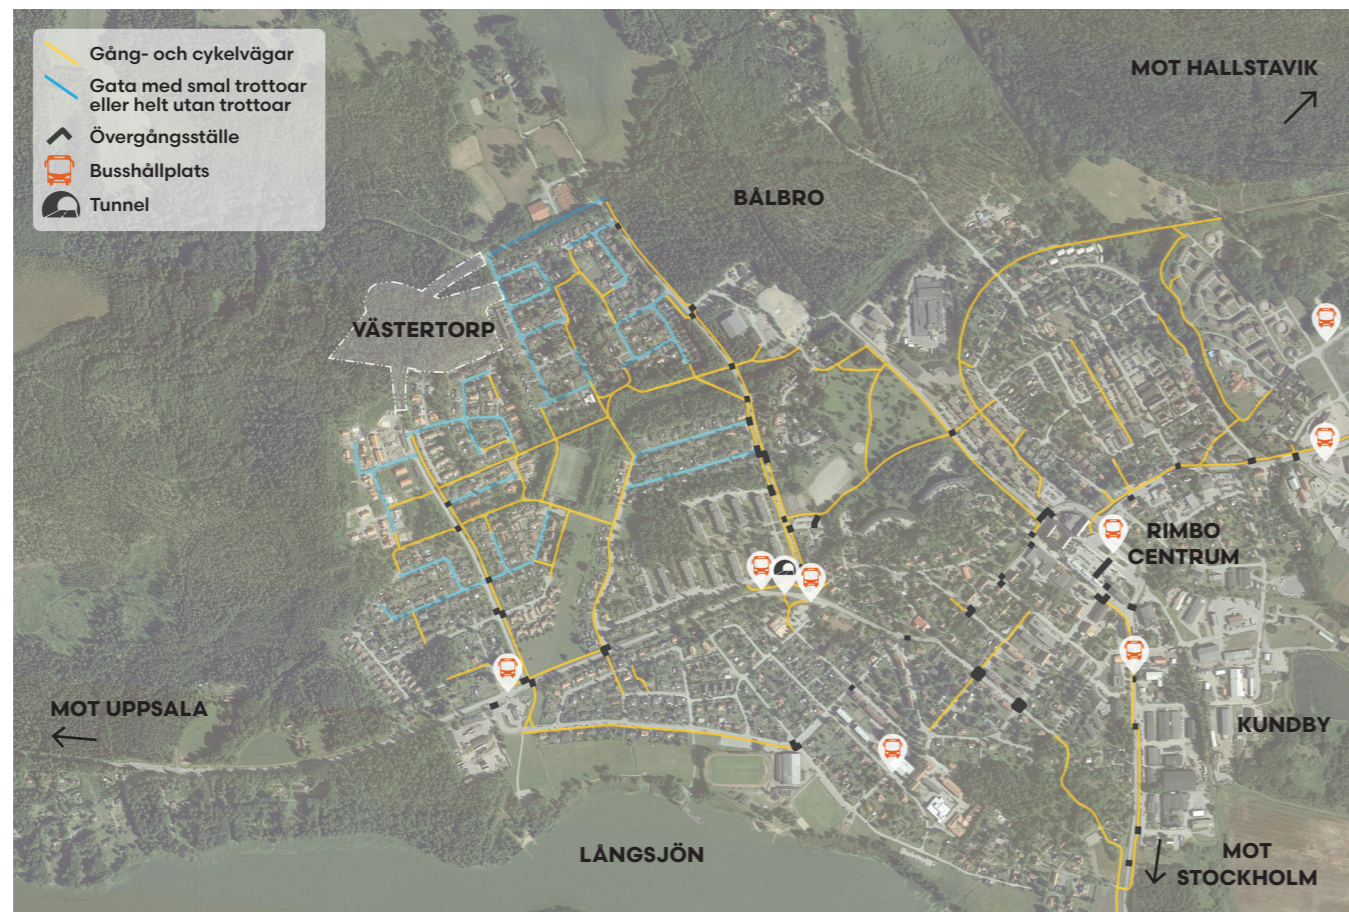 Gång- och cykelvägar
Gata med smal trottoar
eller helt utan trottoar
Övergångsställe
Busshållplats
Tunnel
MOT HALLSTAVIK
BÅLBRO
VÄSTERTORP
RIMBO
CENTRUM
MOT UPPSALA
KUNDBY
LÅNGSJÖN
MOT
STOCKHOLM